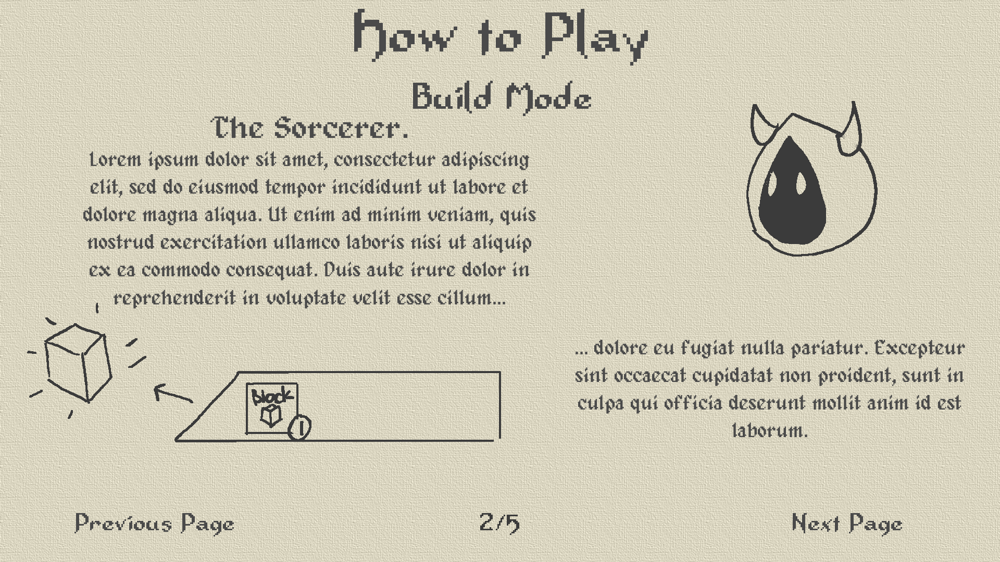 How to Play
Build Mode
The Sorcerer.
Lorem ipsum dolor sit amet, consectetur adipiscing
elit, sed do eiusmod tempor incididunt ut labore et
dolore magna aliqua. Ut enim ad minim veniam, quis
nostrud exercitation ullamco laboris nisi ut aliquip
ex ea commodo consequat. Duis aute irure dolor in
reprehenderit in voluptate velit esse cillum...
Block
1
... dolore eu fugiat nulla pariatur. Excepteur
sint occaecat cupidatat non proident, sunt in
culpa qui officia deserunt mollit anim id est
laborum.
Previous Page
2/5
Next Page